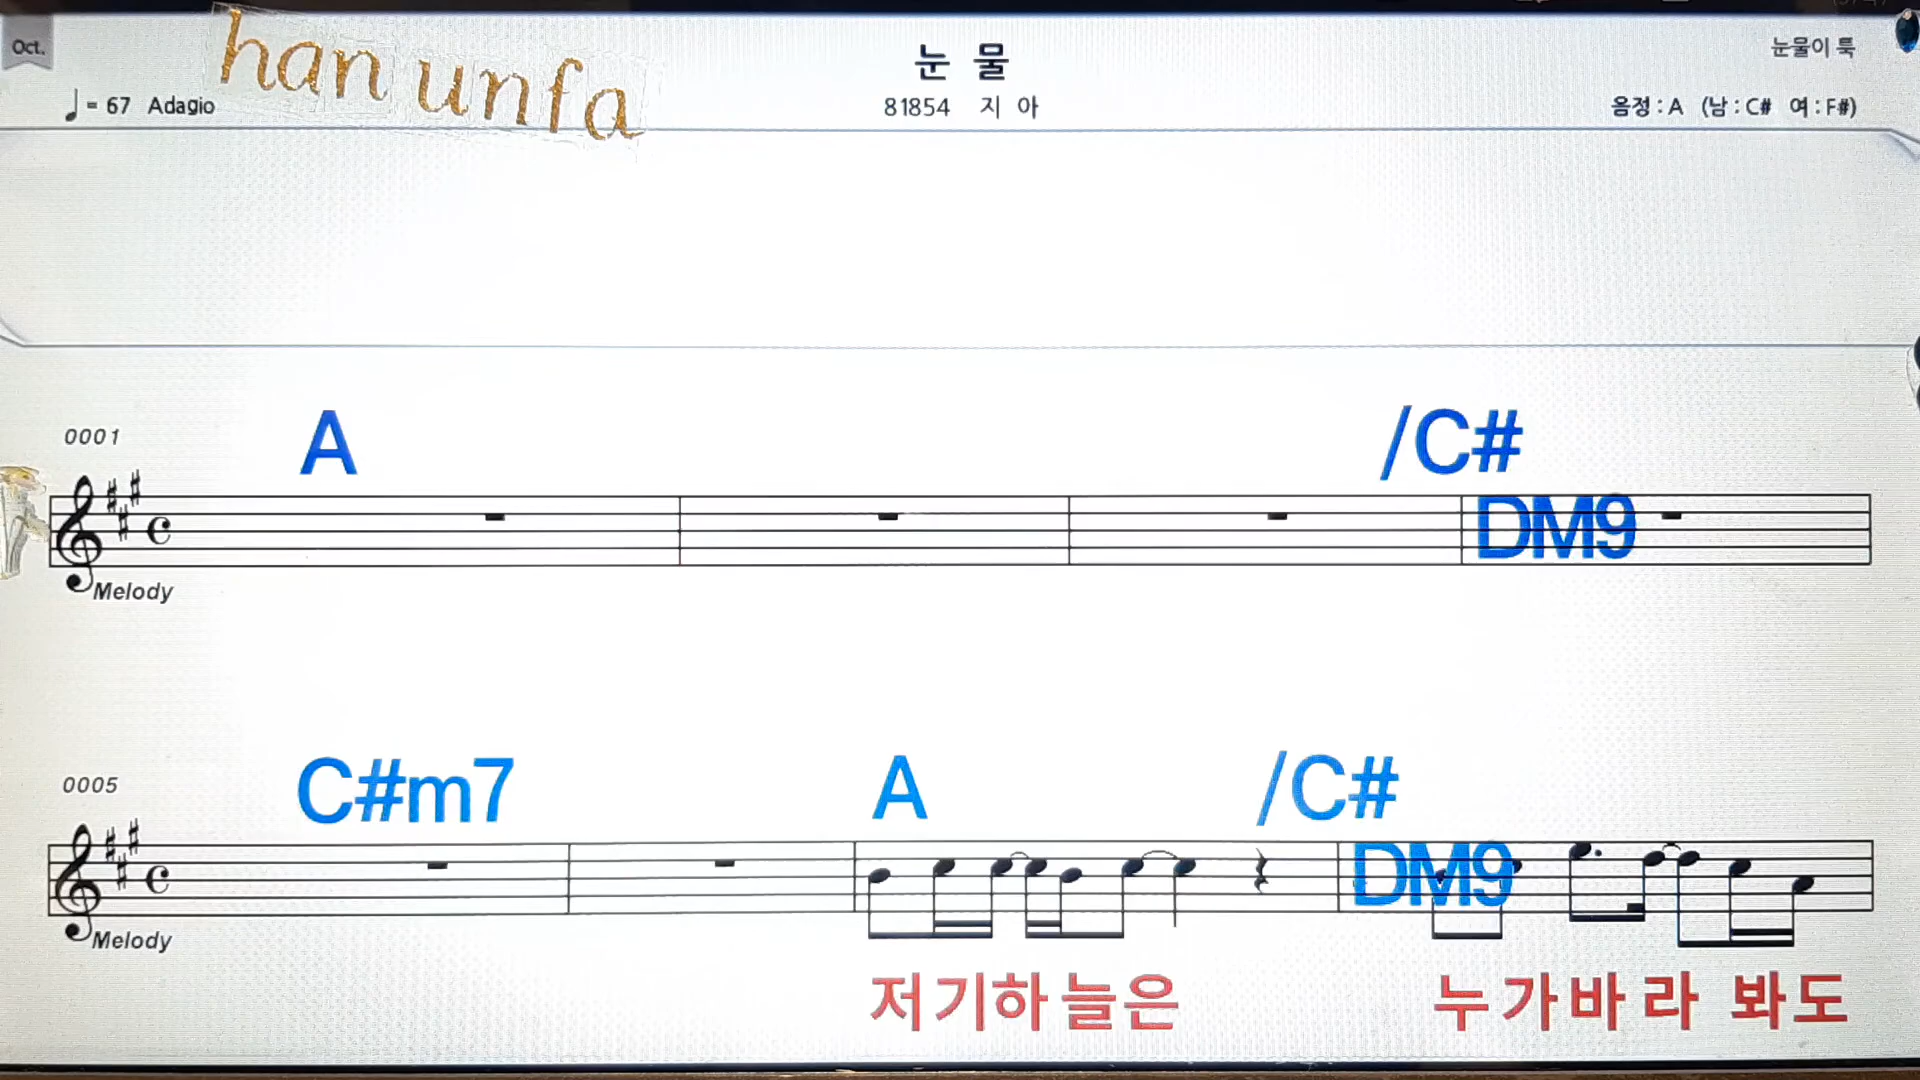 Oct.
han unfa
눈 물
눈물이 툭
♩= 67 Adagio
81854 지 아
음정 : A (남 : C# 여 : F#)
0001
A /C#
DM9
Melody
0005
C#m7 A /C#
DM9
Melody
저기하늘은 누가바라 봐도